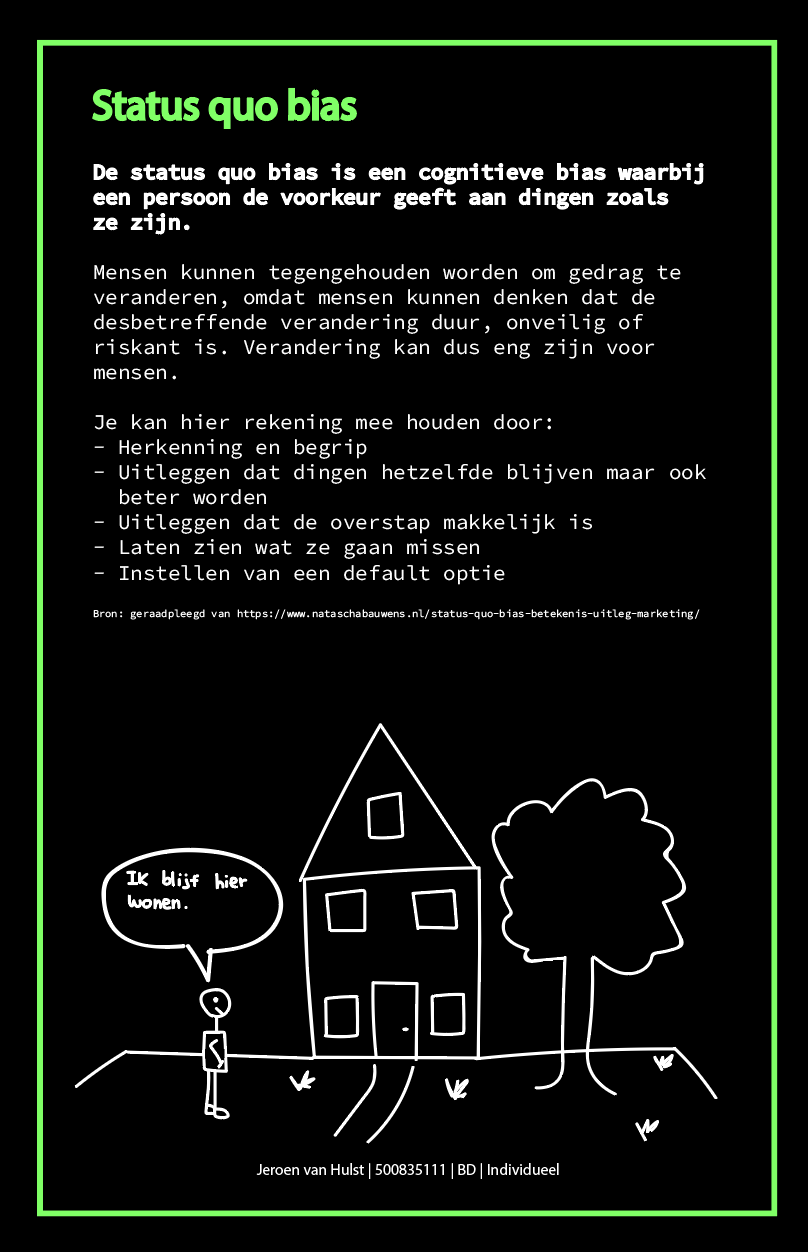 Status quo bias
De status quo bias is een cognitieve bias waarbij
een persoon de voorkeur geeft aan dingen zoals
ze zijn.
Mensen kunnen tegengehouden worden om gedrag te
veranderen, omdat mensen kunnen denken dat de
desbetreffende verandering duur, onveilig of
riskant is. Verandering kan dus eng zijn voor
mensen.
Je kan hier rekening mee houden door:
- Herkenning en begrip
- Uitleggen dat dingen hetzelfde blijven maar ook
beter worden
- Uitleggen dat de overstap makkelijk is
- Laten zien wat ze gaan missen
- Instellen van een default optie
Bron: geraadpleegd van https://www.nataschabauwens.nl/status-quo-bias-betekenis-uitleg-marketing/
Ik blijf hier
wonen.
Jeroen van Hulst | 500835111 | BD | Individueel